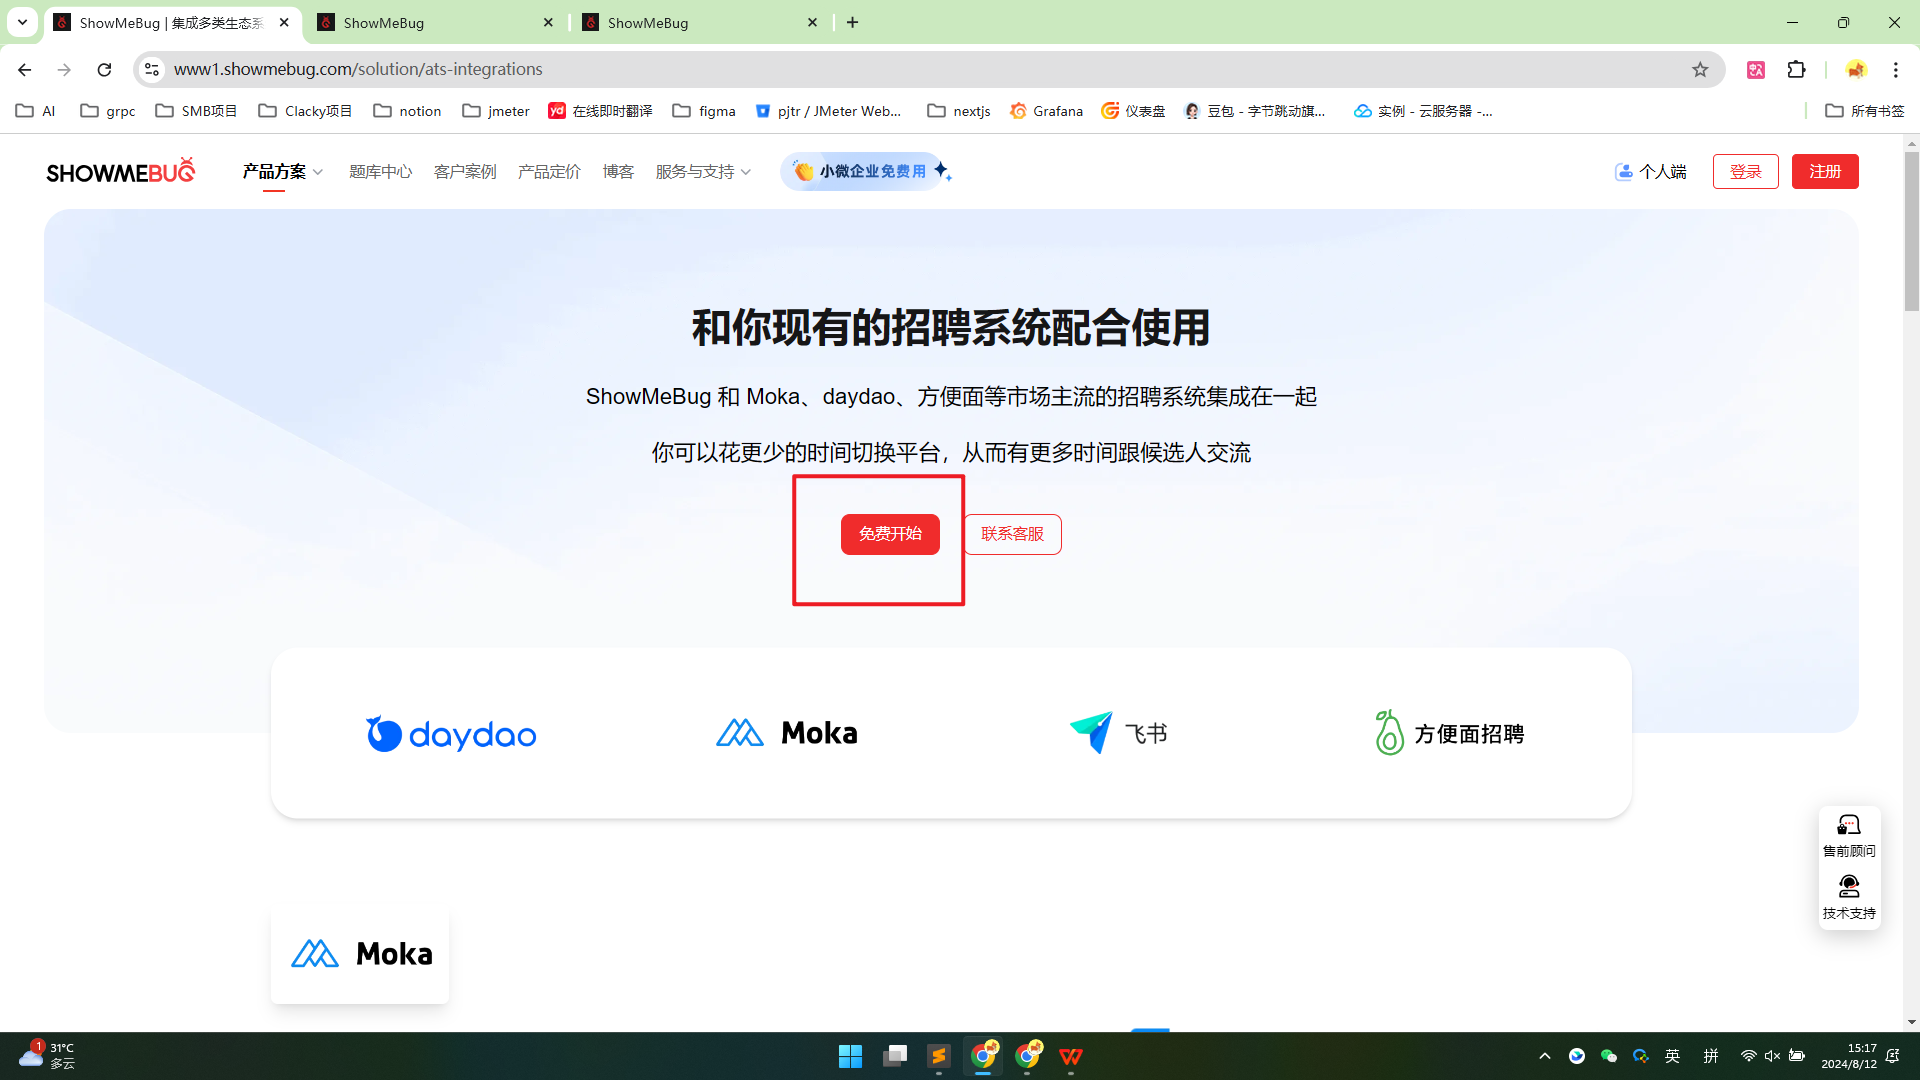 ShowMeBug | 集成多类生态系
ShowMeBug
ShowMeBug
www1.showmebug.com/solution/ats-integrations
AI
grpc
SMB项目
Clacky项目
notion
jmeter
yd
在线即时翻译
figma
pjtr / JMeter Web...
nextjs
Grafana
仪表盘
豆包 - 字节跳动旗...
实例 - 云服务器 -...
所有书签
SHOWMEBUG
产品方案
题库中心
客户案例
产品定价
博客
服务与支持
小微企业免费用
个人端
登录
注册
和你现有的招聘系统配合使用
ShowMeBug 和 Moka、daydao、方便面等市场主流的招聘系统集成在一起
你可以花更少的时间切换平台，从而有更多时间跟候选人交流
免费开始
联系客服
daydao
Moka
飞书
方便面招聘
售前顾问
技术支持
Moka
1
31°C
多云
英
拼
15:17
2024/8/12